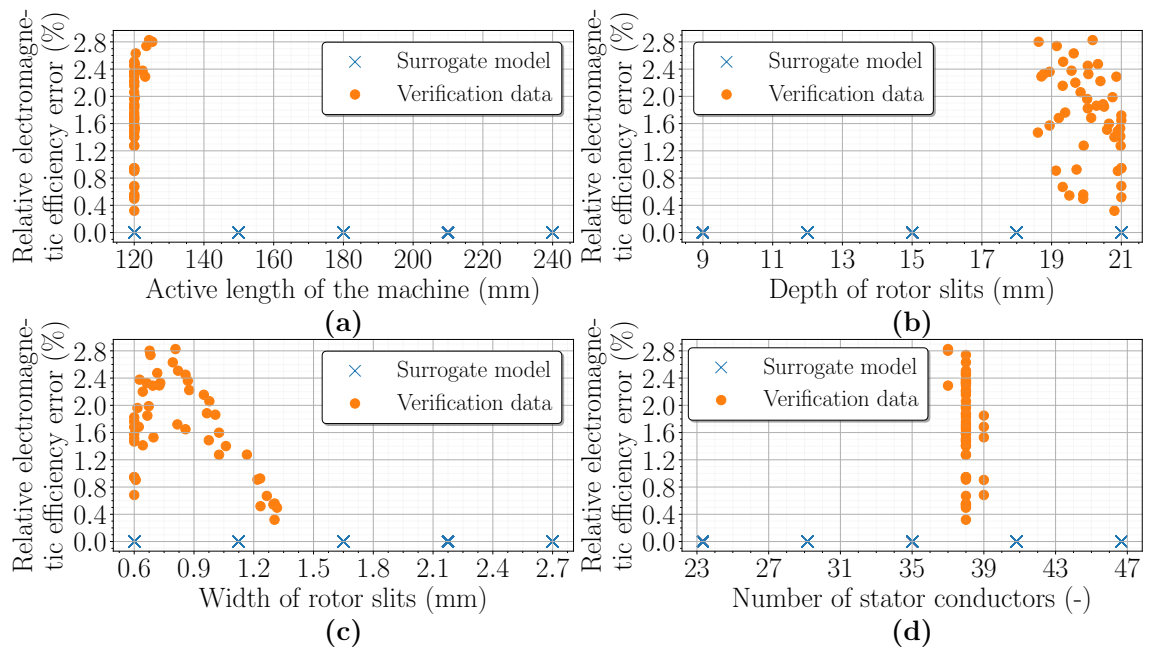 Relative electromagne-
tic efficiency error (%)
2.8
2.4
2.0
1.6
1.2
0.8
0.4
0.0
Surrogate model
Verification data
120 140 160 180 200 220 240
Active length of the machine (mm)
(a)
Relative electromagne-
tic efficiency error (%)
2.8
2.4
2.0
1.6
1.2
0.8
0.4
0.0
Surrogate model
Verification data
9 11 13 15 17 19 21
Depth of rotor slits (mm)
(b)
Relative electromagne-
tic efficiency error (%)
2.8
2.4
2.0
1.6
1.2
0.8
0.4
0.0
Surrogate model
Verification data
0.6 0.9 1.2 1.5 1.8 2.1 2.4 2.7
Width of rotor slits (mm)
(c)
Relative electromagne-
tic efficiency error (%)
2.8
2.4
2.0
1.6
1.2
0.8
0.4
0.0
Surrogate model
Verification data
23 27 31 35 39 43 47
Number of stator conductors (-)
(d)